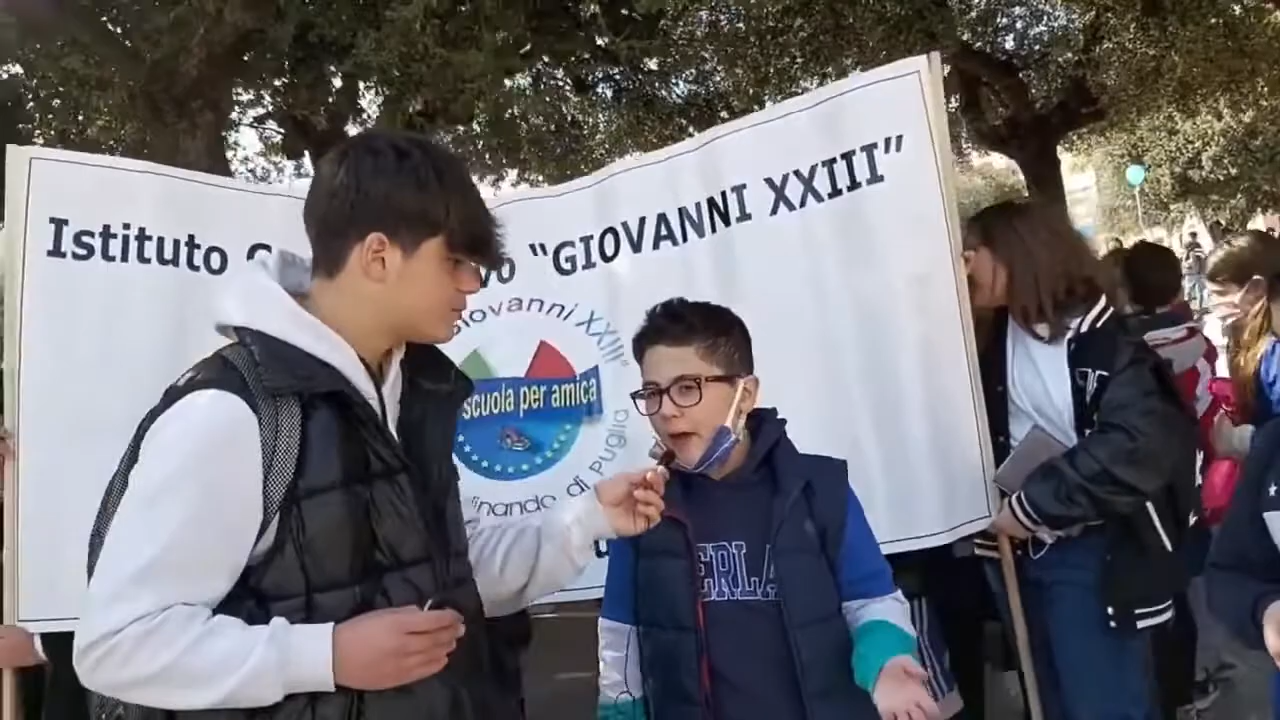 Istituto “GIOVANNI XXIII”
Giovanni XXIII”
scuola per amica
di Puglia
ERLA